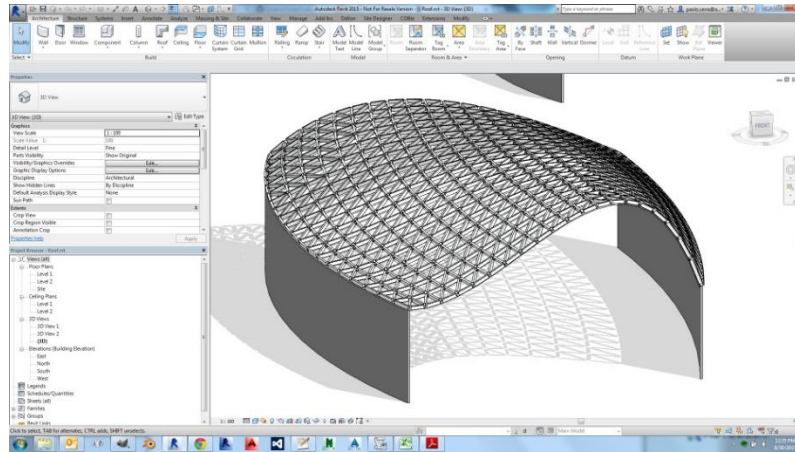 Autodesk Revit 2013 - Not For Resale Version - Roof.rvt - 3D View: {3D}
Type a keyword or phrase
Architecture Structure Systems Insert Annotate Analyze Massing & Site Collaborate View Manage Add-Ins Extensions Modify
Modify Wall Door Window Component Column Roof Ceiling Floor Curtain System Curtain Grid Mullion Railing Ramp Stair Model Text Model Line Model Group Room Room Separator Tag Room Area Area Boundary Tag Area By Face Shaft Wall Vertical Dormer Level Grid Set Show Viewer
Select Build Circulation Model Room & Area Opening Datum Work Plane
Properties
3D View
3D View: {3D} Edit Type
Graphics
View Scale 1 : 100
Scale Value 1: 100
Detail Level Fine
Parts Visibility Show Original
Visibility/Graphics Overrides Edit...
Graphic Display Options Edit...
Discipline Architectural
Show Hidden Lines By Discipline
Default Analysis Display Style None
Sun Path
Extents
Crop View
Crop Region Visible
Annotation Crop
Properties help Apply
Project Browser - Roof.rvt
Views (all)
Floor Plans
Level 1
Level 2
Site
Ceiling Plans
Level 1
Level 2
3D Views
3D View 1
3D View 2
{3D}
Elevations (Building Elevation)
East
North
South
West
Legends
Schedules/Quantities
Sheets (all)
Families
Groups
Revit Links
FRONT
1 : 100
Click to select, TAB for alternates, CTRL adds, SHIFT unselects.
Main Model